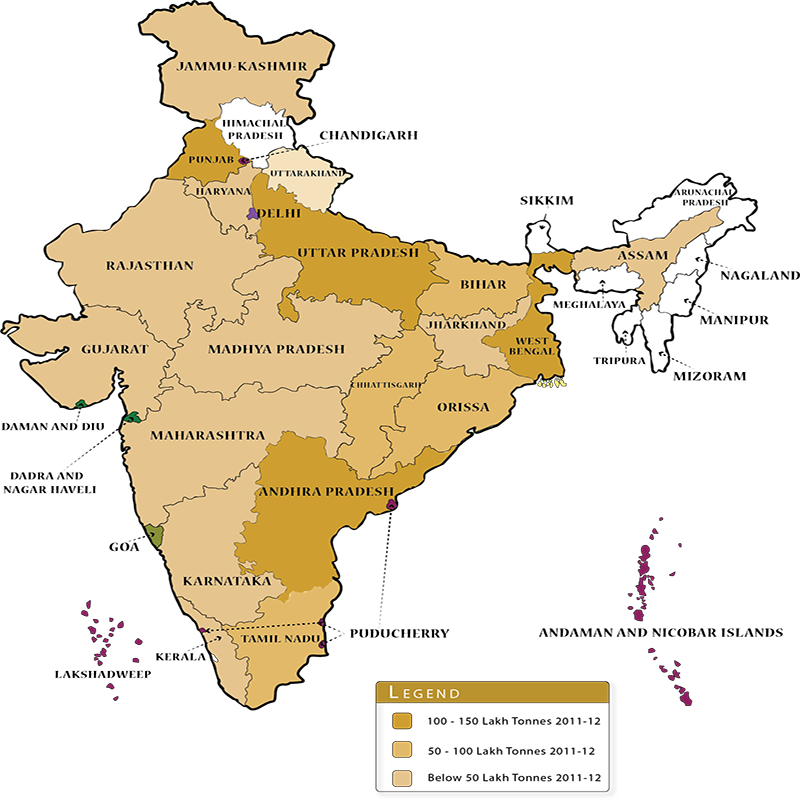 JAMMU-KASHMIR
HIMACHAL
PRADESH
CHANDIGARH
PUNJAB
UTTARAKHAND
HARYANA
DELHI
SIKKIM
ARUNACHAL
PRADESH
UTTAR PRADESH
ASSAM
RAJASTHAN
NAGALAND
BIHAR
MEGHALAYA
MANIPUR
JHARKHAND
WEST
BENGAL
GUJARAT
MADHYA PRADESH
TRIPURA
MIZORAM
CHHATTISGARH
ORISSA
DAMAN AND DIU
MAHARASHTRA
DADRA AND
NAGAR HAVELI
ANDHRA PRADESH
GOA
KARNATAKA
PUDUCHERRY
ANDAMAN AND NICOBAR ISLANDS
TAMIL NADU
KERALA
LAKSHADWEEP
LEGEND
100 - 150 Lakh Tonnes 2011-12
50 - 100 Lakh Tonnes 2011-12
Below 50 Lakh Tonnes 2011-12